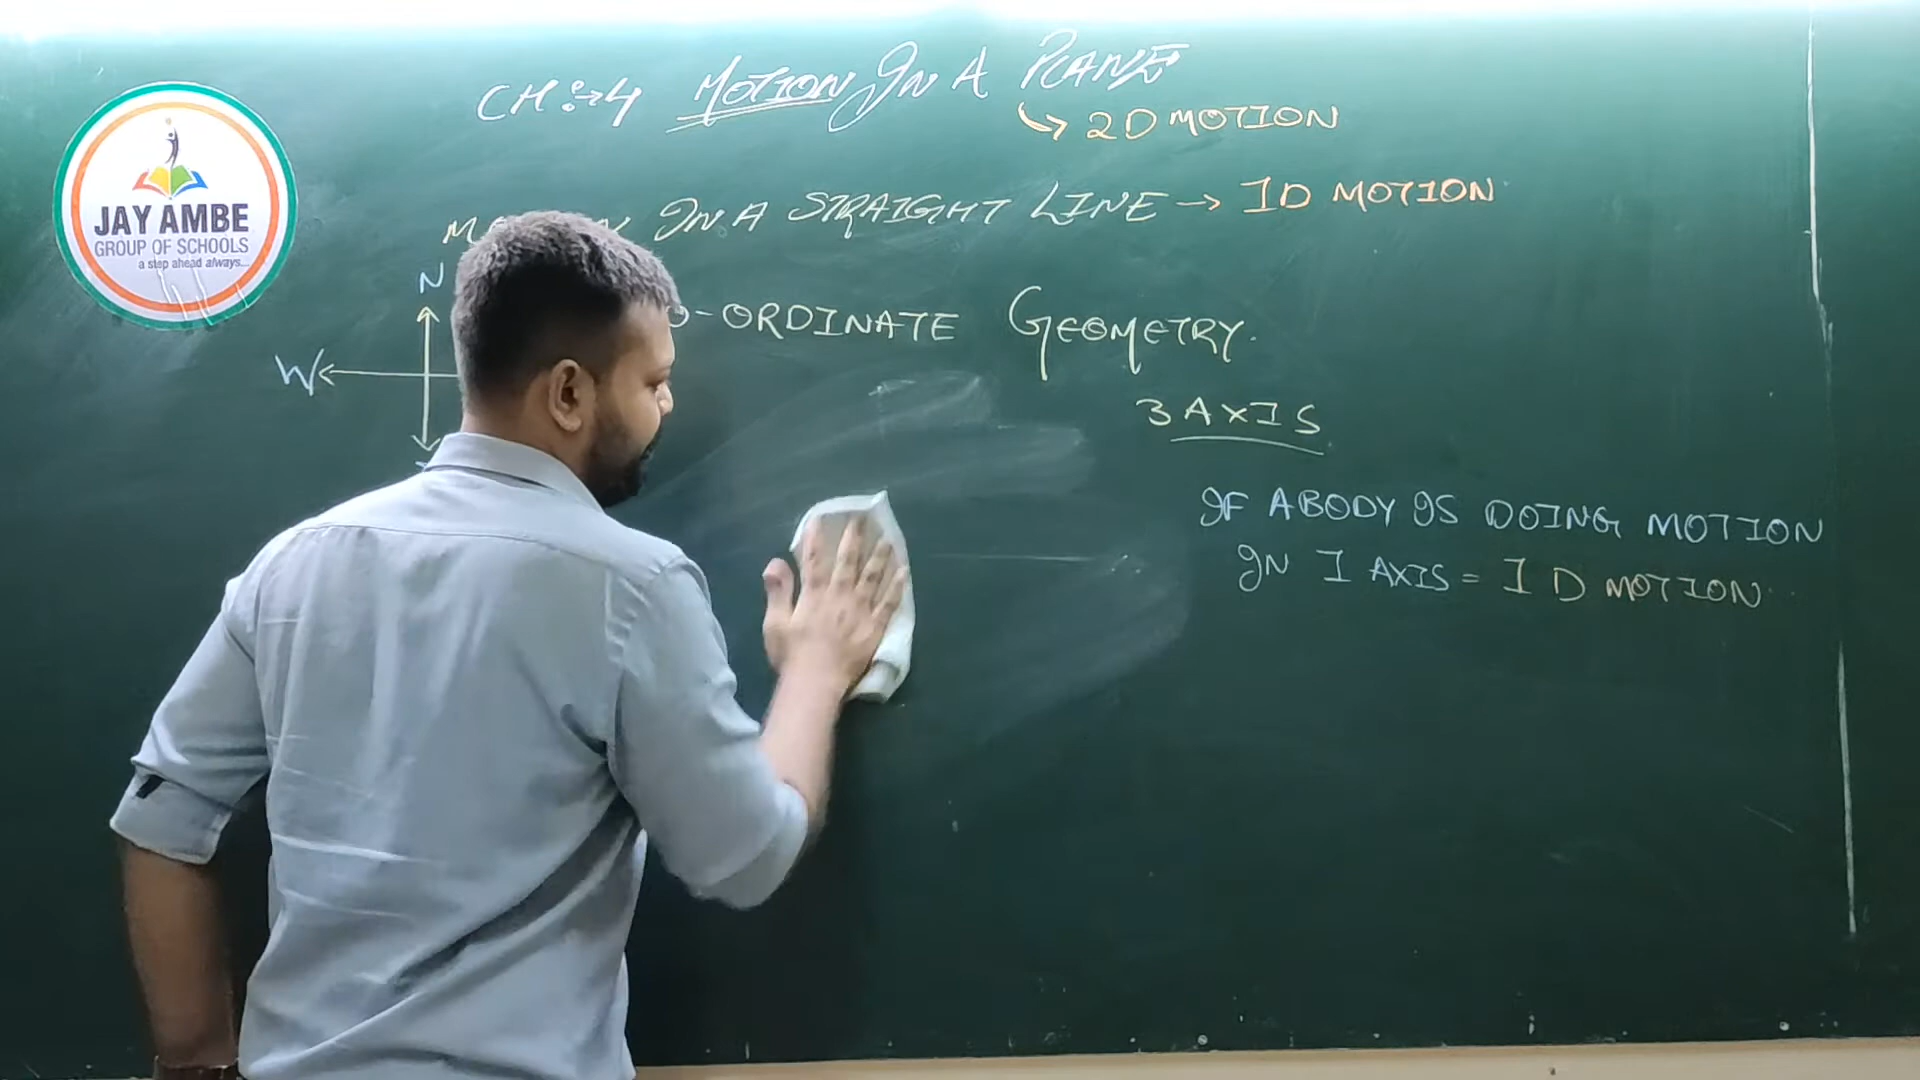 CH:→4 MOTION IN A PLANE
↳ 2D MOTION
IN A STRAIGHT LINE → 1D MOTION
N
-ORDINATE GEOMETRY.
W
3 AXIS
IF A BODY IS DOING MOTION
IN 1 AXIS = 1 D MOTION
JAY AMBE
GROUP OF SCHOOLS
a step ahead always...